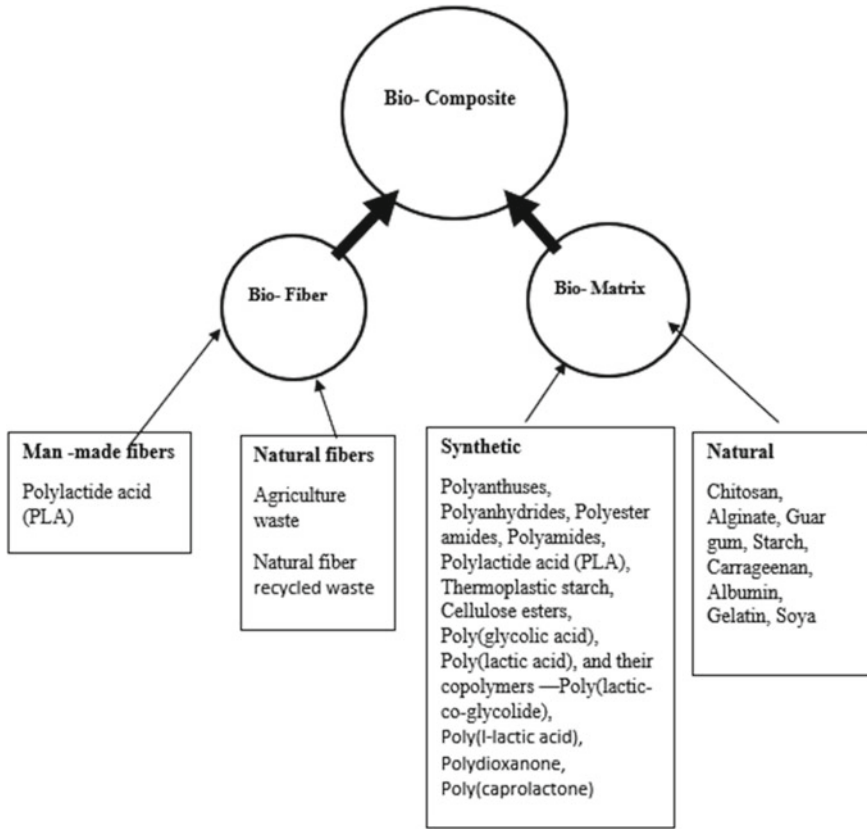 Bio- Composite
Bio- Fiber
Bio- Matrix
Man -made fibers
Polylactide acid
(PLA)
Natural fibers
Agriculture
waste
Natural fiber
recycled waste
Synthetic
Polyanthuses,
Polyanhydrides, Polyester
amides, Polyamides,
Polylactide acid (PLA),
Thermoplastic starch,
Cellulose esters,
Poly(glycolic acid),
Poly(lactic acid), and their
copolymers —Poly(lactic-
co-glycolide),
Poly(l-lactic acid),
Polydioxanone,
Poly(caprolactone)
Natural
Chitosan,
Alginate, Guar
gum, Starch,
Carrageenan,
Albumin,
Gelatin, Soya